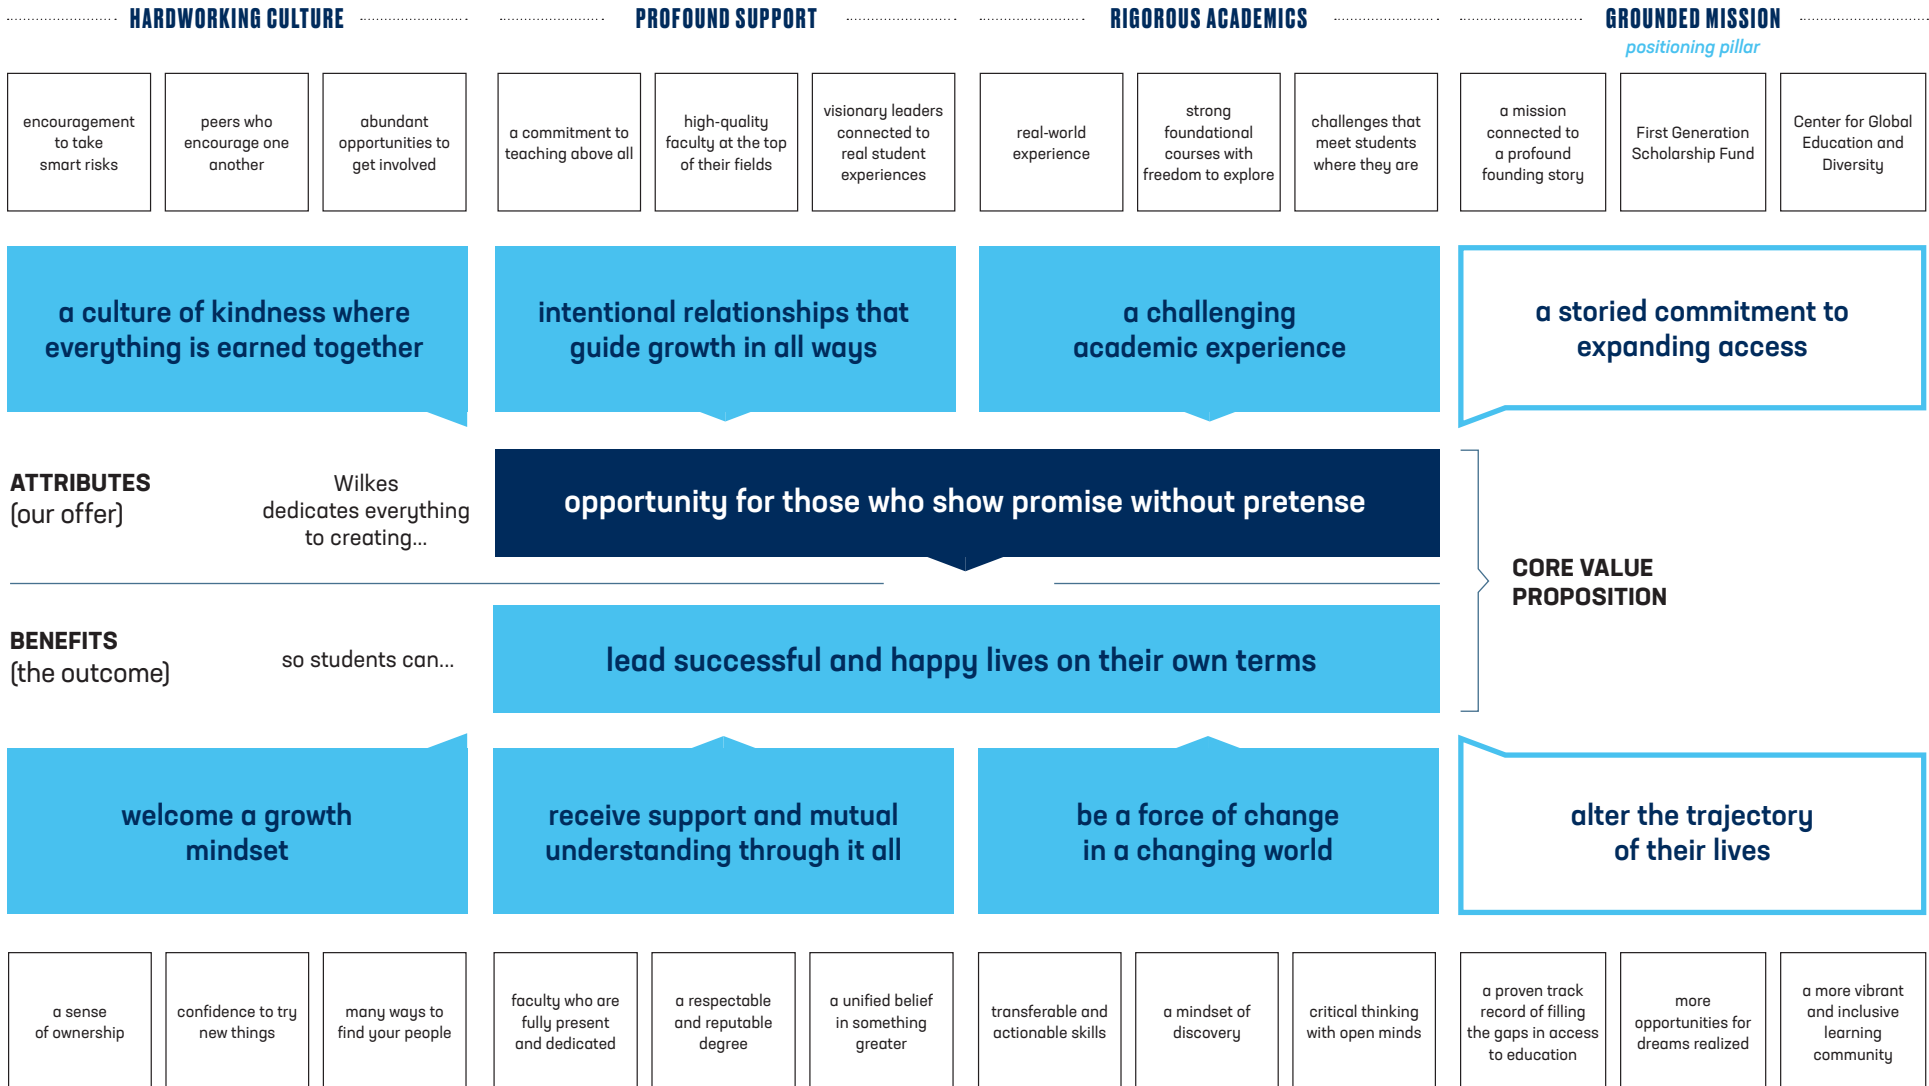 HARDWORKING CULTURE
PROFOUND SUPPORT
RIGOROUS ACADEMICS
GROUNDED MISSION
positioning pillar
encouragement
to take
smart risks
peers who
encourage one
another
abundant
opportunities to
get involved
a commitment to
teaching above all
high-quality
faculty at the top
of their fields
visionary leaders
connected to
real student
experiences
real-world
experience
strong
foundational
courses with
freedom to explore
challenges that
meet students
where they are
a mission
connected to
a profound
founding story
First Generation
Scholarship Fund
Center for Global
Education and
Diversity
a culture of kindness where
everything is earned together
intentional relationships that
guide growth in all ways
a challenging
academic experience
a storied commitment to
expanding access
ATTRIBUTES
(our offer)
Wilkes
dedicates everything
to creating...
opportunity for those who show promise without pretense
CORE VALUE
PROPOSITION
BENEFITS
(the outcome)
so students can...
lead successful and happy lives on their own terms
welcome a growth
mindset
receive support and mutual
understanding through it all
be a force of change
in a changing world
alter the trajectory
of their lives
a sense
of ownership
confidence to try
new things
many ways to
find your people
faculty who are
fully present
and dedicated
a respectable
and reputable
degree
a unified belief
in something
greater
transferable and
actionable skills
a mindset of
discovery
critical thinking
with open minds
a proven track
record of filling
the gaps in access
to education
more
opportunities for
dreams realized
a more vibrant
and inclusive
learning
community